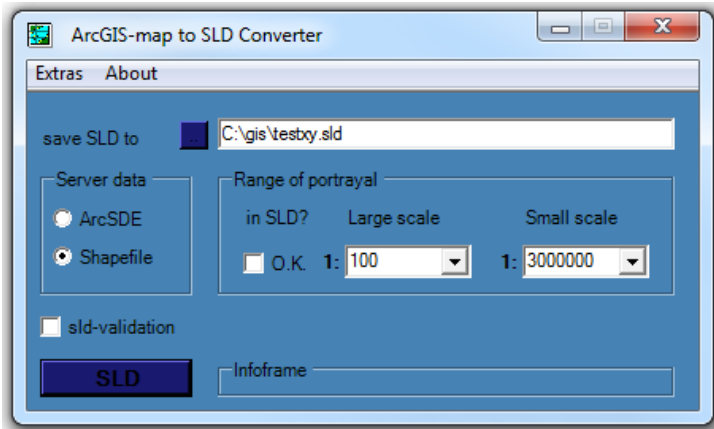 ArcGIS-map to SLD Converter
Extras About
save SLD to .. C:\gis\testxy.sld
Server data
ArcSDE
Shapefile
Range of portrayal
in SLD? Large scale Small scale
O.K. 1: 100 1: 3000000
sld-validation
SLD
Infoframe